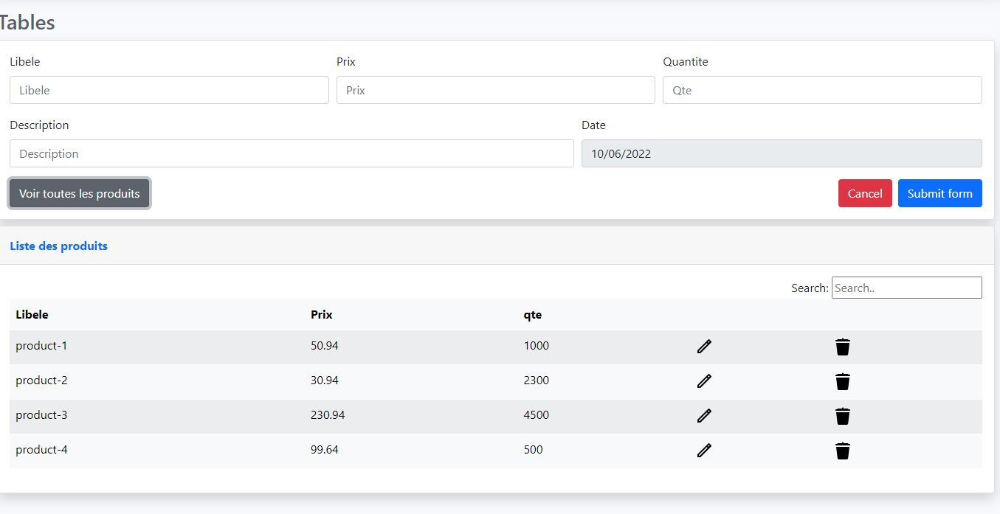 Tables
Libele Prix Quantite
Libele Prix Qte
Description Date
Description 10/06/2022
Voir toutes les produits Cancel Submit form
Liste des produits
Search: Search..
Libele Prix qte
product-1 50.94 1000
product-2 30.94 2300
product-3 230.94 4500
product-4 99.64 500